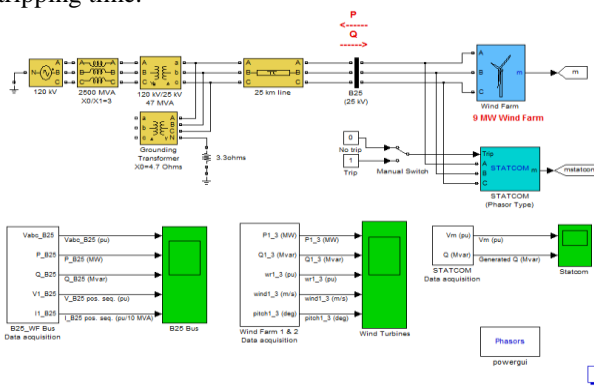 tripping time.
P
<------
Q
------>
N
A
B
C
120 kV
A
B
C
A
B
C
2500 MVA
X0/X1=3
A
B
C
a
b
c
120 kV/25 kV
47 MVA
A
B
C
A
B
C
25 km line
B25
(25 kV)
A
B
C
m
Wind Farm
9 MW Wind Farm
m
a
b
c
A
B
C
N
Grounding
Transformer
X0=4.7 Ohms
3.3ohms
0
No trip
1
Trip
Manual Switch
Trip
A
B
C
STATCOM
m
STATCOM
(Phasor Type)
mstatcom
Vabc_B25
Vabc_B25 (pu)
P_B25
P_B25 (MW)
Q_B25
Q_B25 (Mvar)
V1_B25
V_B25 pos. seq. (pu)
I1_B25
I_B25 pos. seq. (pu/10 MVA)
B25_WF Bus
Data acquisition
B25 Bus
P1_3 (MW)
P1_3 (MW)
Q1_3 (Mvar)
Q1_3 (Mvar)
wr1_3 (pu)
wr1_3 (pu)
wind1_3 (m/s)
wind1_3 (m/s)
pitch1_3 (deg)
pitch1_3 (deg)
Wind Farm 1 & 2
Data acquisition
Wind Turbines
Vm (pu)
Vm (pu)
Q (Mvar)
Generated Q (Mvar)
STATCOM
Data acquisition
Statcom
Phasors
powergui